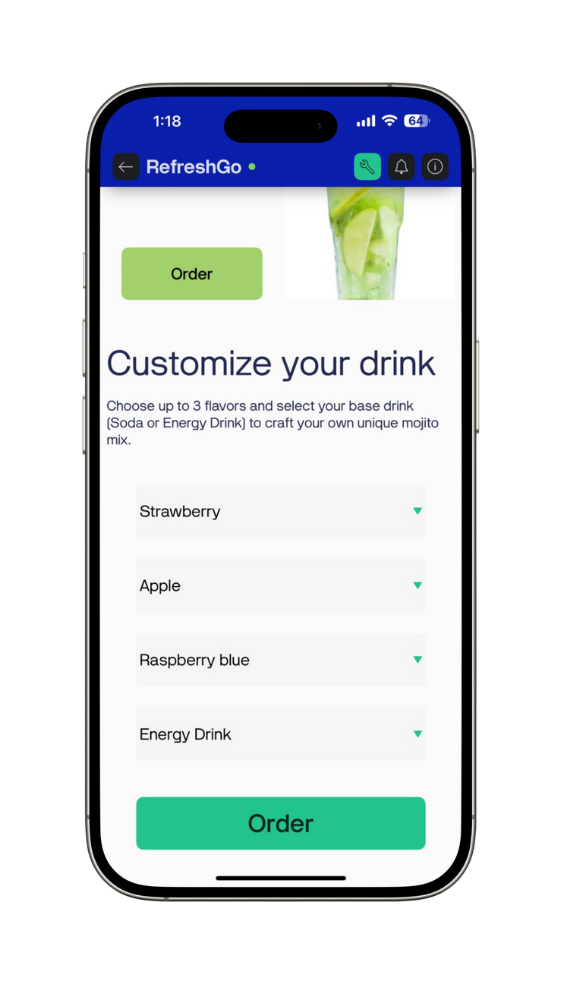 1:18
64
RefreshGo
Order
Customize your drink
Choose up to 3 flavors and select your base drink
(Soda or Energy Drink) to craft your own unique mojito
mix.
Strawberry
Apple
Raspberry blue
Energy Drink
Order